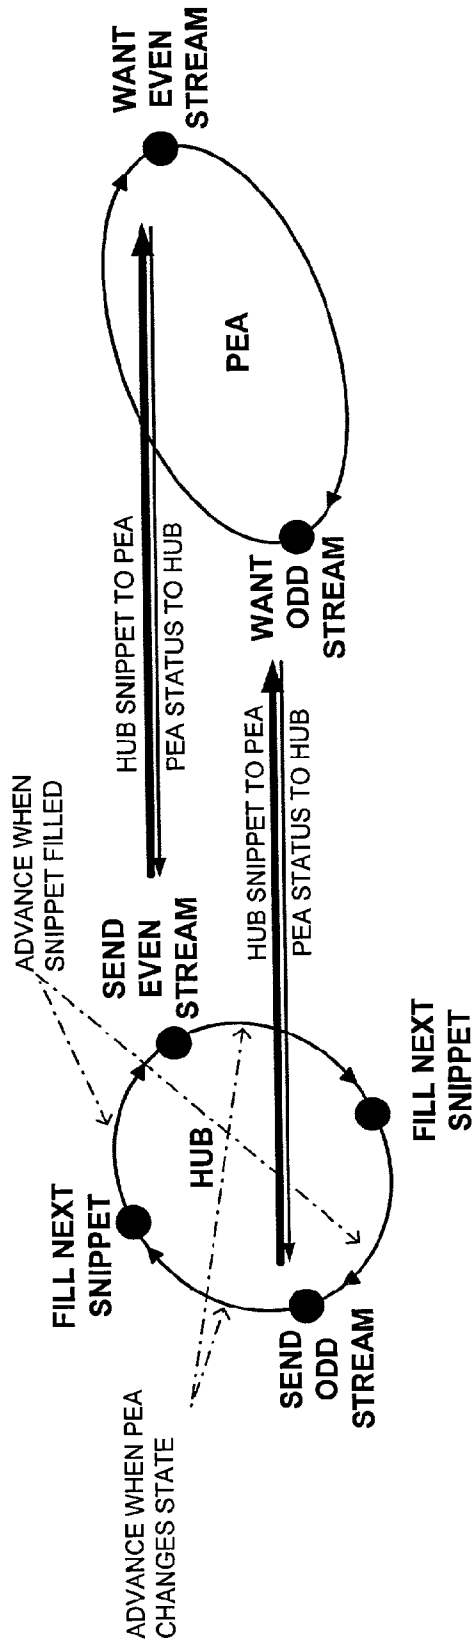 ADVANCE WHEN
SNIPPET FILLED
FILL NEXT
SNIPPET
SEND
EVEN
STREAM
HUB SNIPPET TO PEA
PEA STATUS TO HUB
WANT
EVEN
STREAM
HUB
PEA
ADVANCE WHEN PEA
CHANGES STATE
SEND
ODD
STREAM
FILL NEXT
SNIPPET
HUB SNIPPET TO PEA
PEA STATUS TO HUB
WANT
ODD
STREAM